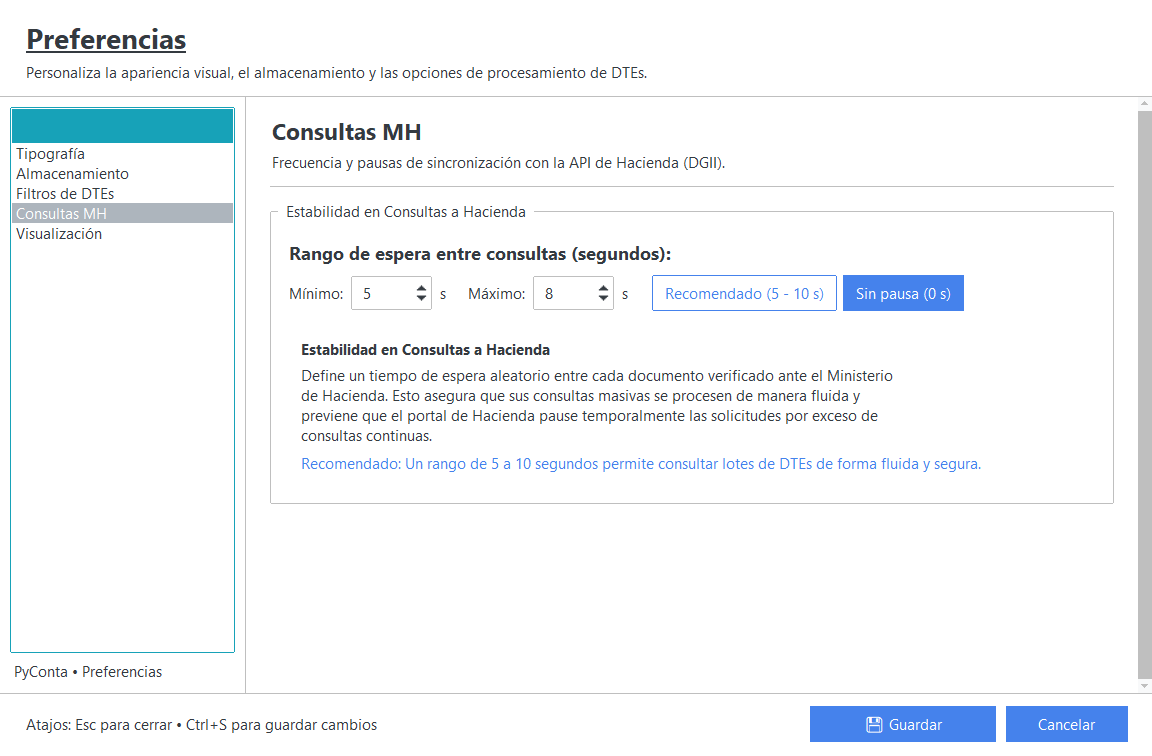 Preferencias
Personaliza la apariencia visual, el almacenamiento y las opciones de procesamiento de DTEs.
Tipografía
Almacenamiento
Filtros de DTEs
Consultas MH
Visualización
PyConta • Preferencias
Consultas MH
Frecuencia y pausas de sincronización con la API de Hacienda (DGII).
Estabilidad en Consultas a Hacienda
Rango de espera entre consultas (segundos):
Mínimo: 5 s Máximo: 8 s Recomendado (5 - 10 s) Sin pausa (0 s)
Estabilidad en Consultas a Hacienda
Define un tiempo de espera aleatorio entre cada documento verificado ante el Ministerio
de Hacienda. Esto asegura que sus consultas masivas se procesen de manera fluida y
previene que el portal de Hacienda pause temporalmente las solicitudes por exceso de
consultas continuas.
Recomendado: Un rango de 5 a 10 segundos permite consultar lotes de DTEs de forma fluida y segura.
Atajos: Esc para cerrar • Ctrl+S para guardar cambios
Guardar Cancelar